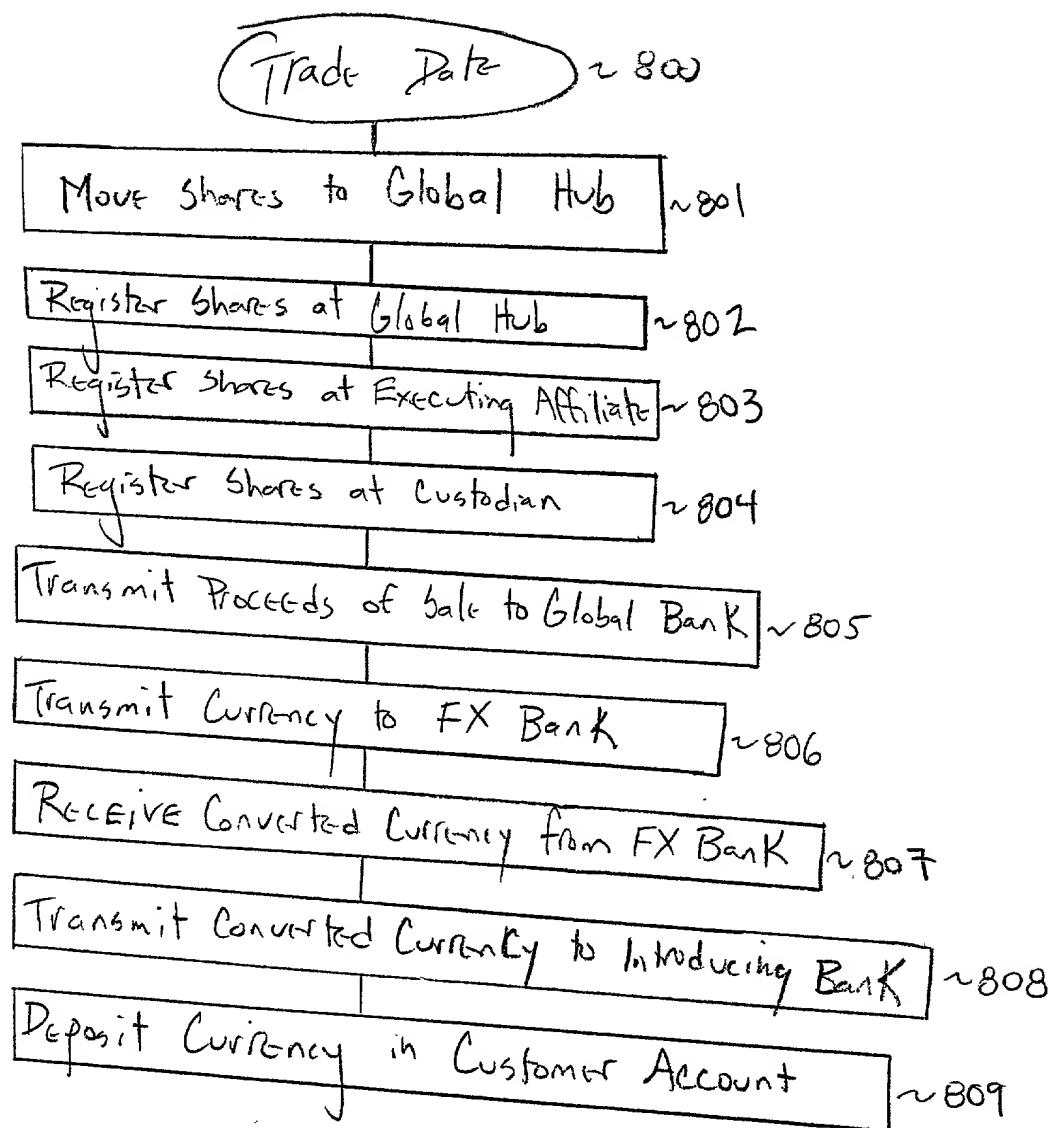 Trade Date ~ 800
Move Shares to Global Hub ~801
Register Shares at Global Hub ~802
Register Shares at Executing Affiliate ~803
Register Shares at Custodian ~804
Transmit Proceeds of Sale to Global Bank ~805
Transmit Currency to FX Bank ~806
Receive Converted Currency from FX Bank ~807
Transmit Converted Currency to Introducing Bank ~808
Deposit Currency in Customer Account ~809